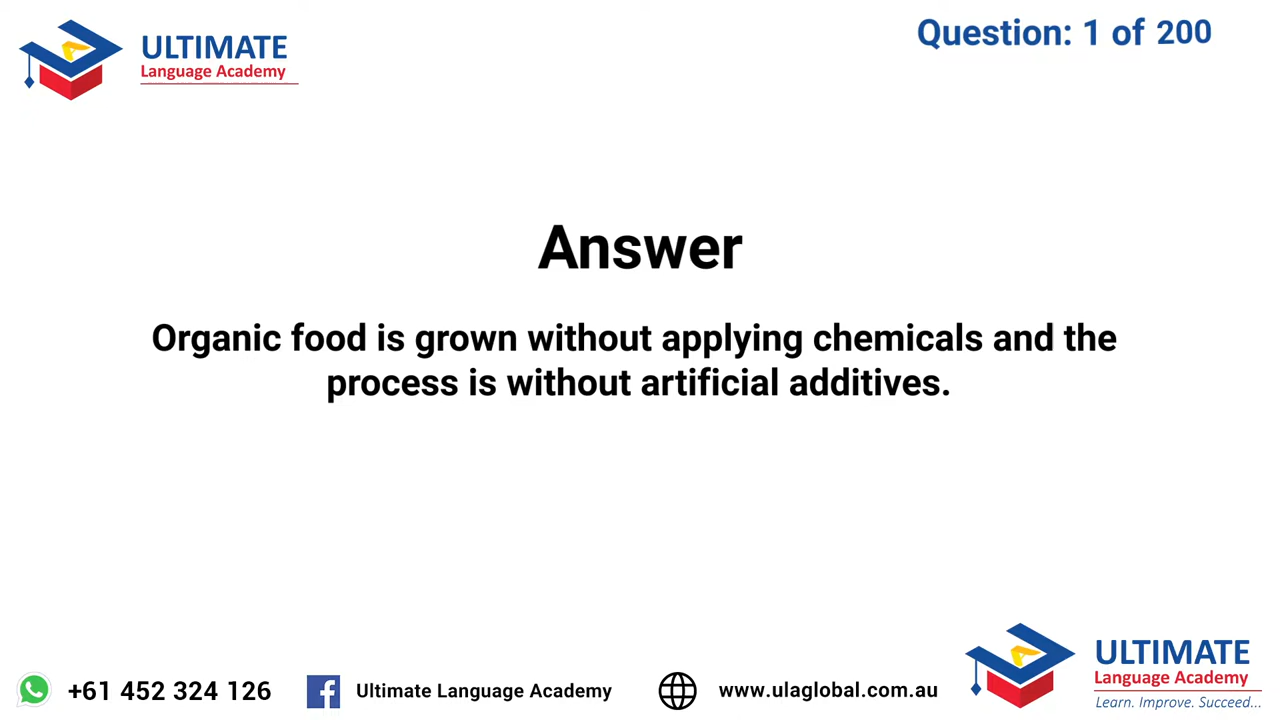 ULTIMATE
Language Academy
Question: 1 of 200
Answer
Organic food is grown without applying chemicals and the
process is without artificial additives.
+61 452 324 126
Ultimate Language Academy
www.ulaglobal.com.au
ULTIMATE
Language Academy
Learn. Improve. Succeed...